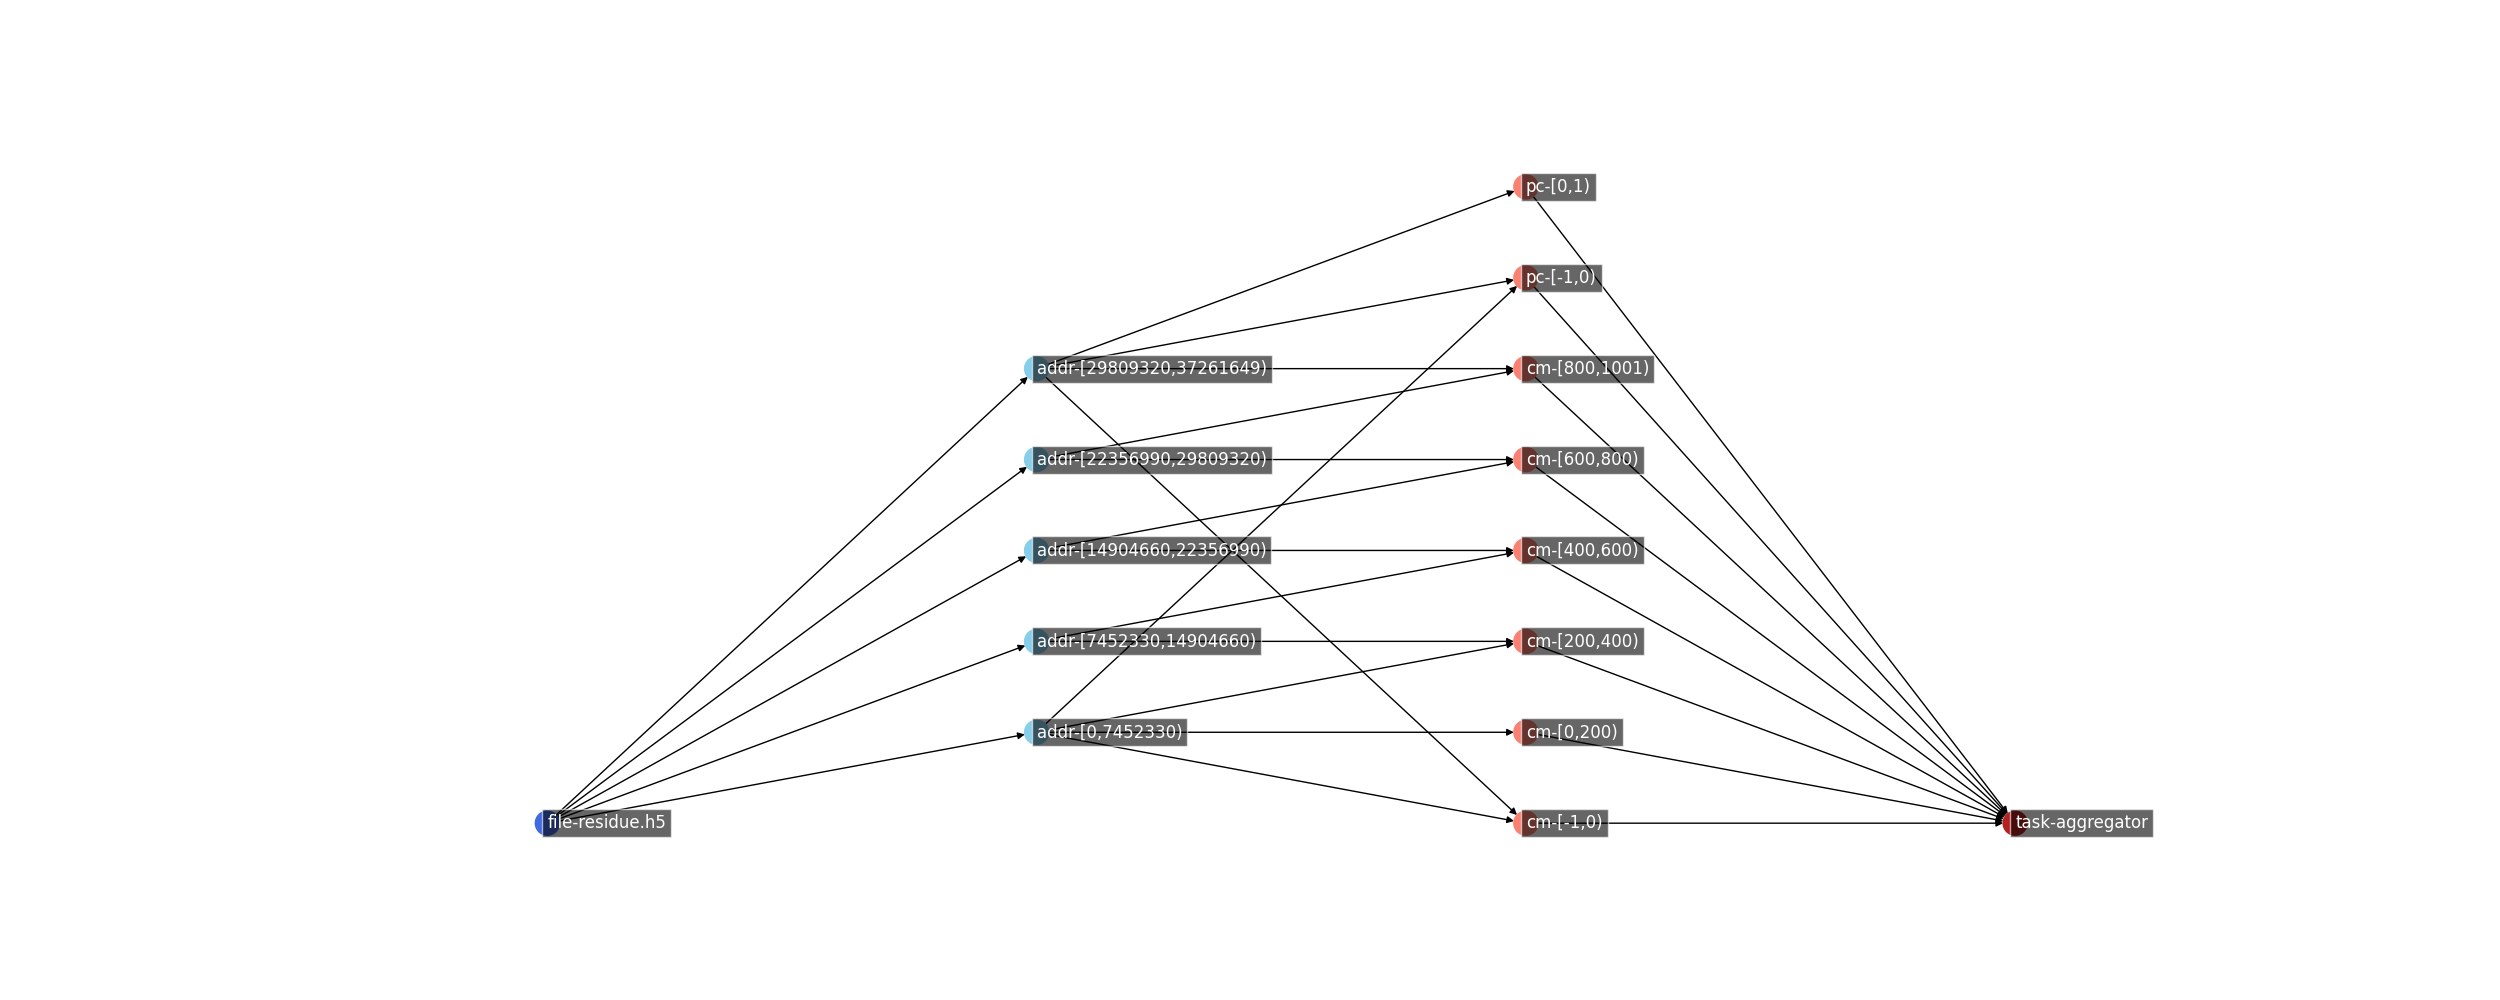 pc-[0,1)
pc-[-1,0)
addr-[29809320,37261649)
cm-[800,1001)
addr-[22356990,29809320)
cm-[600,800)
addr-[14904660,22356990)
cm-[400,600)
addr-[7452330,14904660)
cm-[200,400)
addr-[0,7452330)
cm-[0,200)
file-residue.h5
cm-[-1,0)
task-aggregator